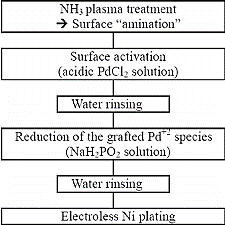 NH₃ plasma treatment
➔ Surface “amination”
Surface activation
(acidic PdCl₂ solution)
Water rinsing
Reduction of the grafted Pd⁺² species
(NaH₂PO₂ solution)
Water rinsing
Electroless Ni plating